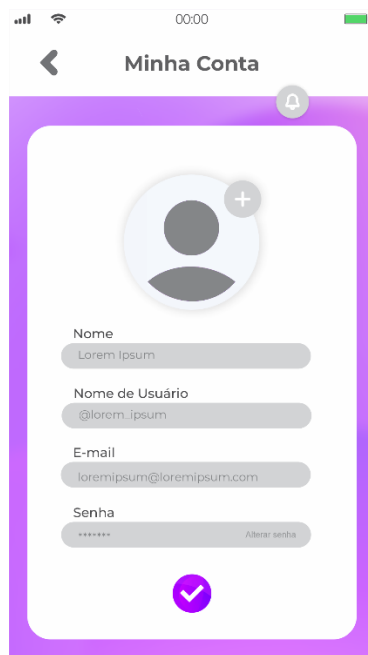 00:00
Minha Conta
Nome
Lorem Ipsum
Nome de Usuário
@lorem_ipsum
E-mail
loremipsum@loremipsum.com
Senha
******* Alterar senha